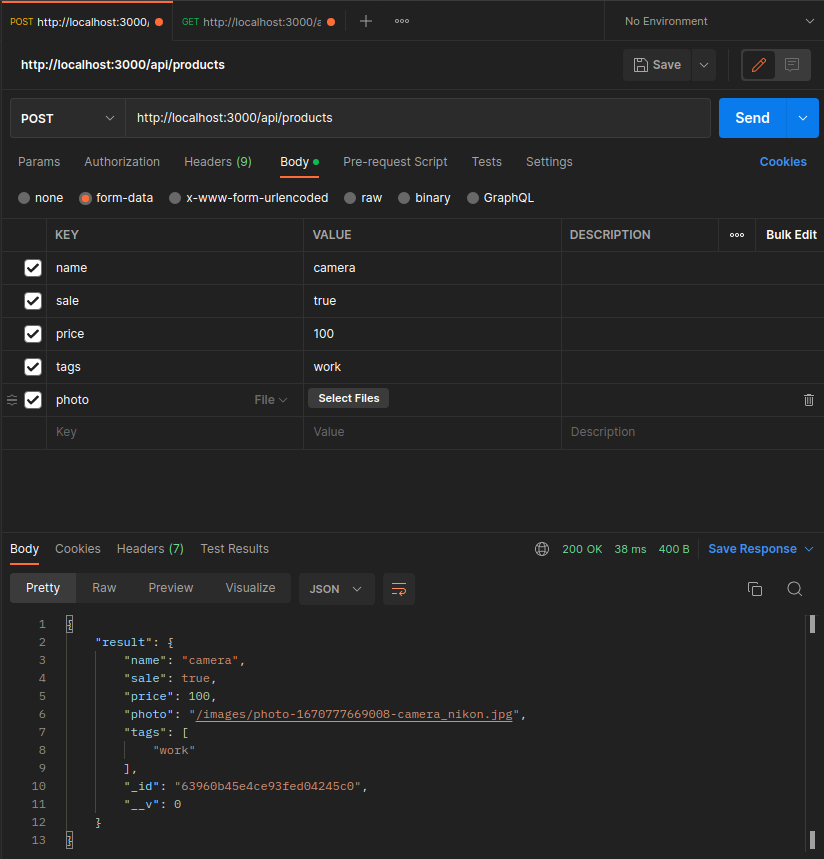 POST http://localhost:3000/ GET http://localhost:3000/a No Environment
http://localhost:3000/api/products Save
POST http://localhost:3000/api/products Send
Params Authorization Headers (9) Body Pre-request Script Tests Settings Cookies
none form-data x-www-form-urlencoded raw binary GraphQL
KEY VALUE DESCRIPTION Bulk Edit
name camera
sale true
price 100
tags work
photo File Select Files
Key Value Description
Body Cookies Headers (7) Test Results 200 OK 38 ms 400 B Save Response
Pretty Raw Preview Visualize JSON
1 {
2 "result": {
3 "name": "camera",
4 "sale": true,
5 "price": 100,
6 "photo": "/images/photo-1670777669008-camera_nikon.jpg",
7 "tags": [
8 "work"
9 ],
10 "_id": "63960b45e4ce93fed04245c0",
11 "__v": 0
12 }
13 }